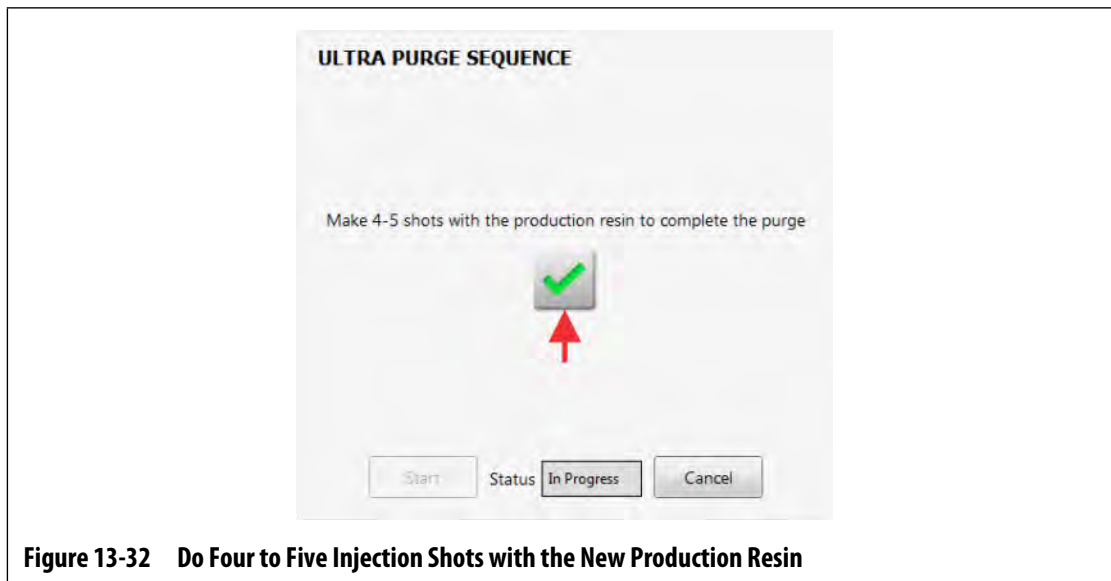 ULTRA PURGE SEQUENCE
Make 4-5 shots with the production resin to complete the purge
Start Status In Progress Cancel
Figure 13-32 Do Four to Five Injection Shots with the New Production Resin